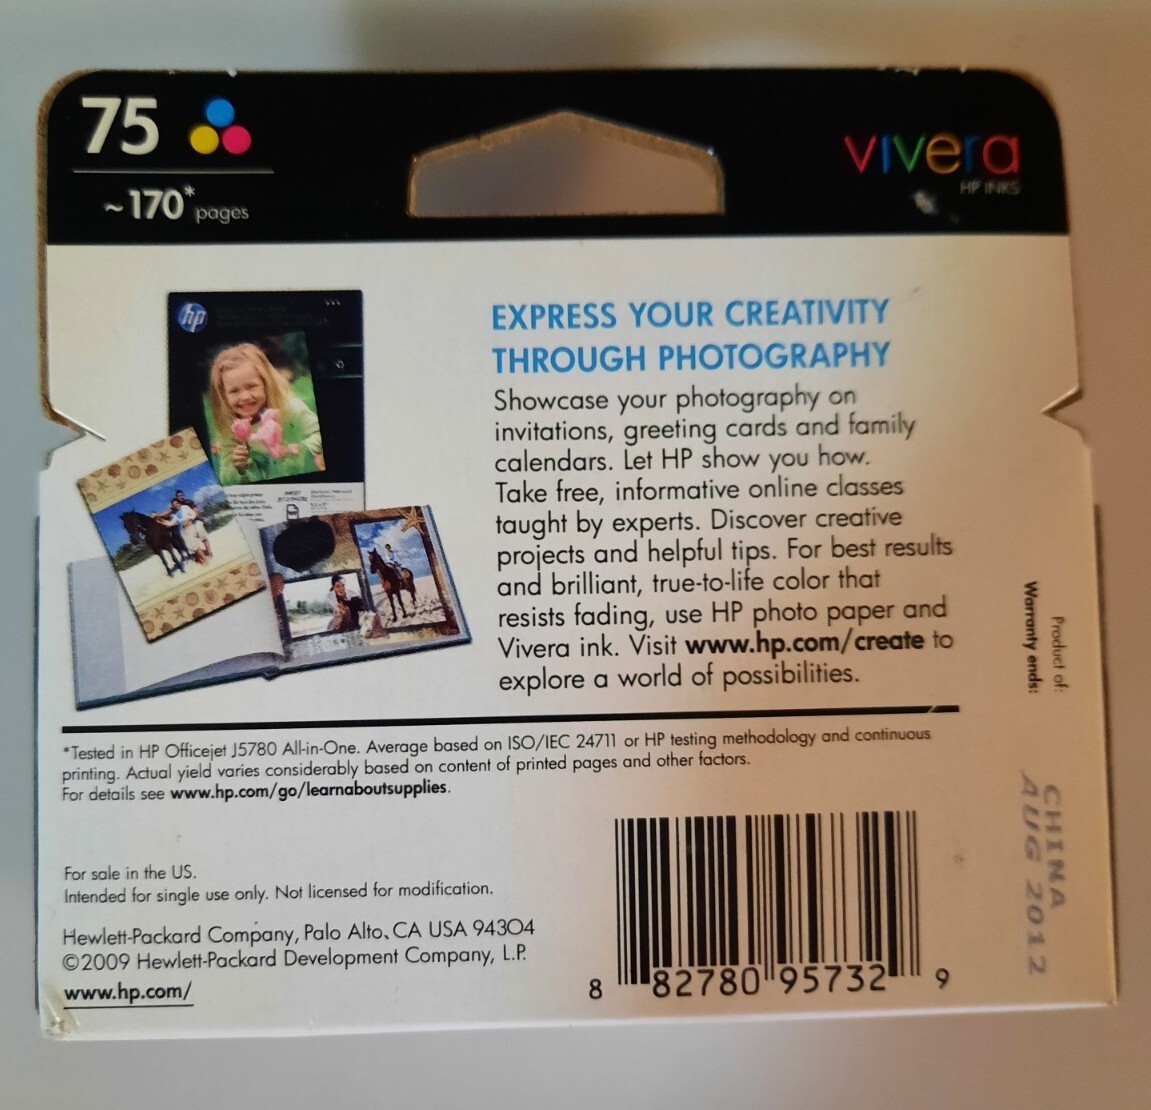 75
~170* pages
vivera
HP INKS
hp
EXPRESS YOUR CREATIVITY
THROUGH PHOTOGRAPHY
Showcase your photography on
invitations, greeting cards and family
calendars. Let HP show you how.
Take free, informative online classes
taught by experts. Discover creative
projects and helpful tips. For best results
and brilliant, true-to-life color that
resists fading, use HP photo paper and
Vivera ink. Visit www.hp.com/create to
explore a world of possibilities.
*Tested in HP Officejet J5780 All-in-One. Average based on ISO/IEC 24711 or HP testing methodology and continuous
printing. Actual yield varies considerably based on content of printed pages and other factors.
For details see www.hp.com/go/learnaboutsupplies.
For sale in the US.
Intended for single use only. Not licensed for modification.
Hewlett-Packard Company, Palo Alto, CA USA 94304
©2009 Hewlett-Packard Development Company, L.P.
www.hp.com/
8 82780 95732 9
Product of:
Warranty ends:
CHINA
AUG 2012